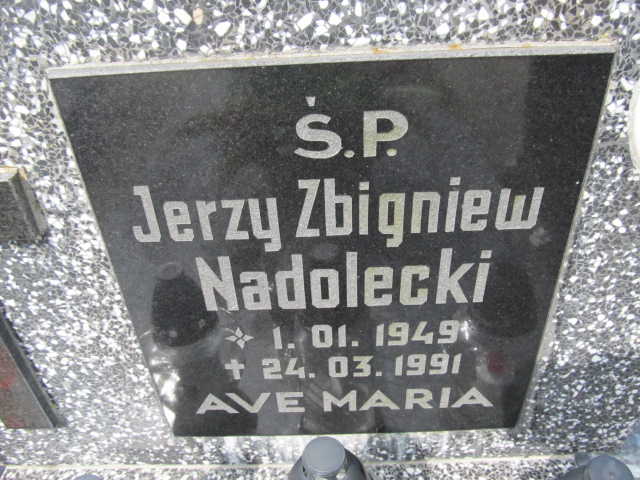 Ś.P.
Jerzy Zbigniew
Nadolecki
1. 01. 1949
✝ 24. 03. 1991
AVE MARIA